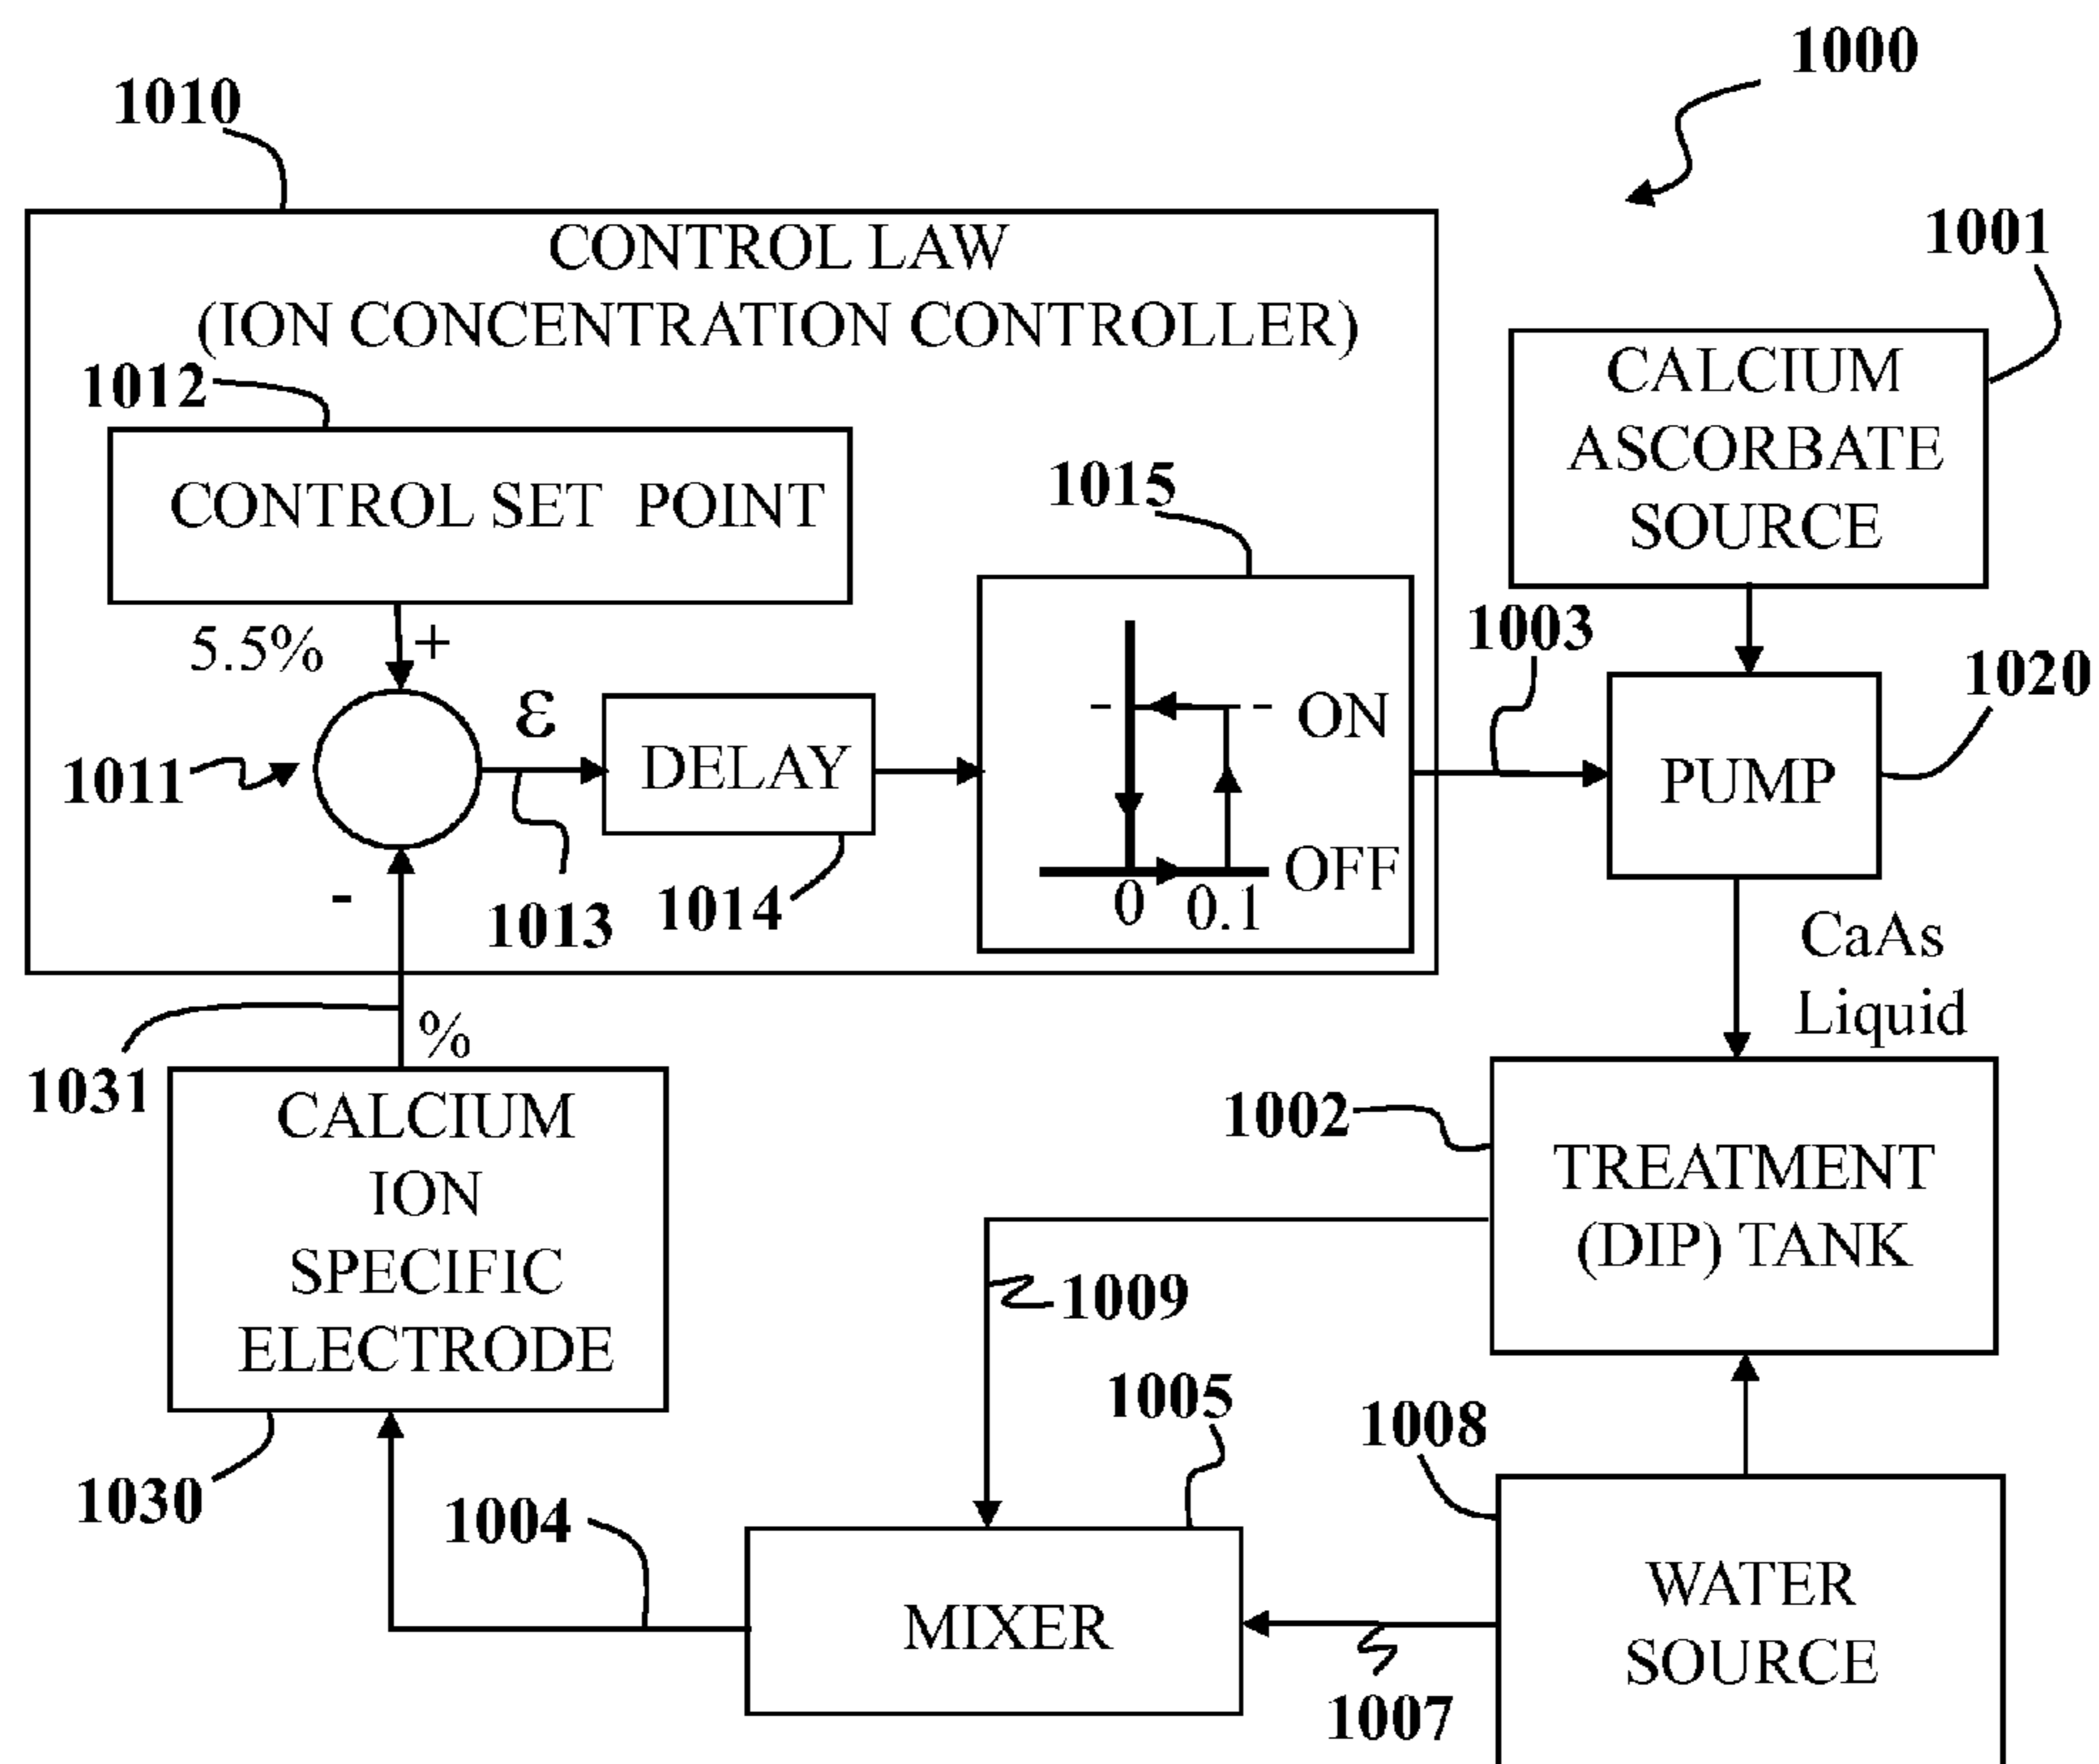 1000
1010
1001
CONTROL LAW
(ION CONCENTRATION CONTROLLER)
1012
CONTROL SET POINT
CALCIUM
ASCORBATE
SOURCE
1015
1003
1020
5.5%
+
ε
1011
DELAY
- - ON
OFF
0 0.1
PUMP
-
1013
1014
CaAs
Liquid
1031
%
CALCIUM
ION
SPECIFIC
ELECTRODE
1002
TREATMENT
(DIP) TANK
1009
1005
1008
1030
1004
MIXER
WATER
SOURCE
1007